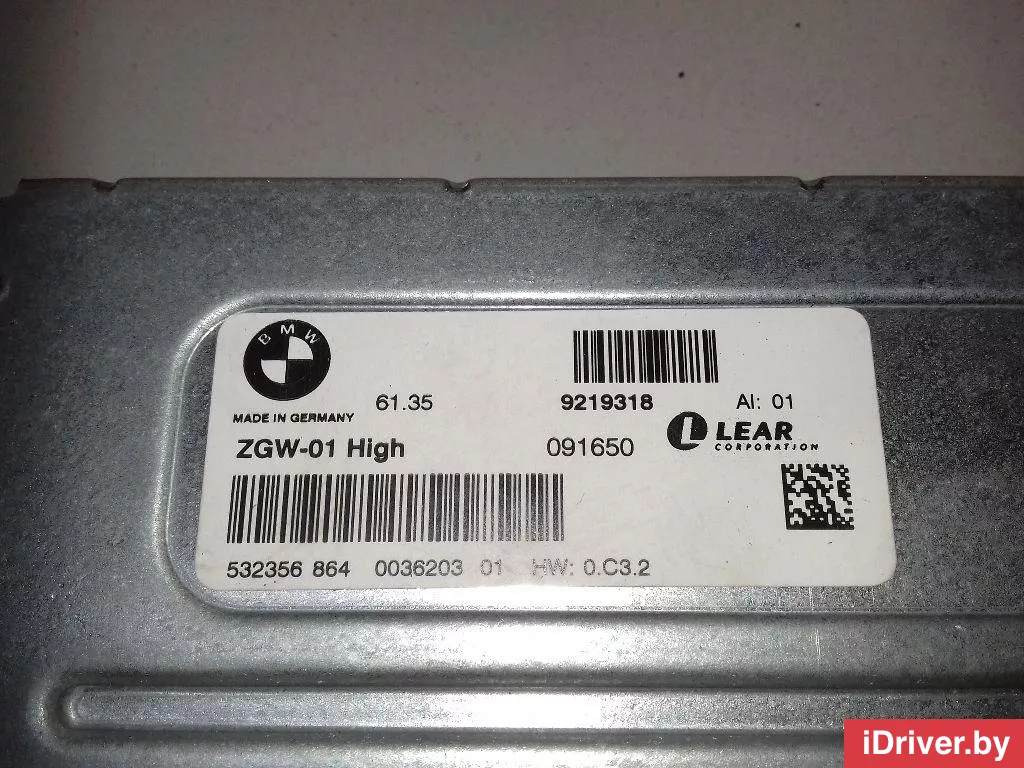 BMW
MADE IN GERMANY
61.35
9219318
AI: 01
ZGW-01 High
091650
LEAR
CORPORATION
532356 864 0036203 01 HW: 0.C3.2
iDriver.by